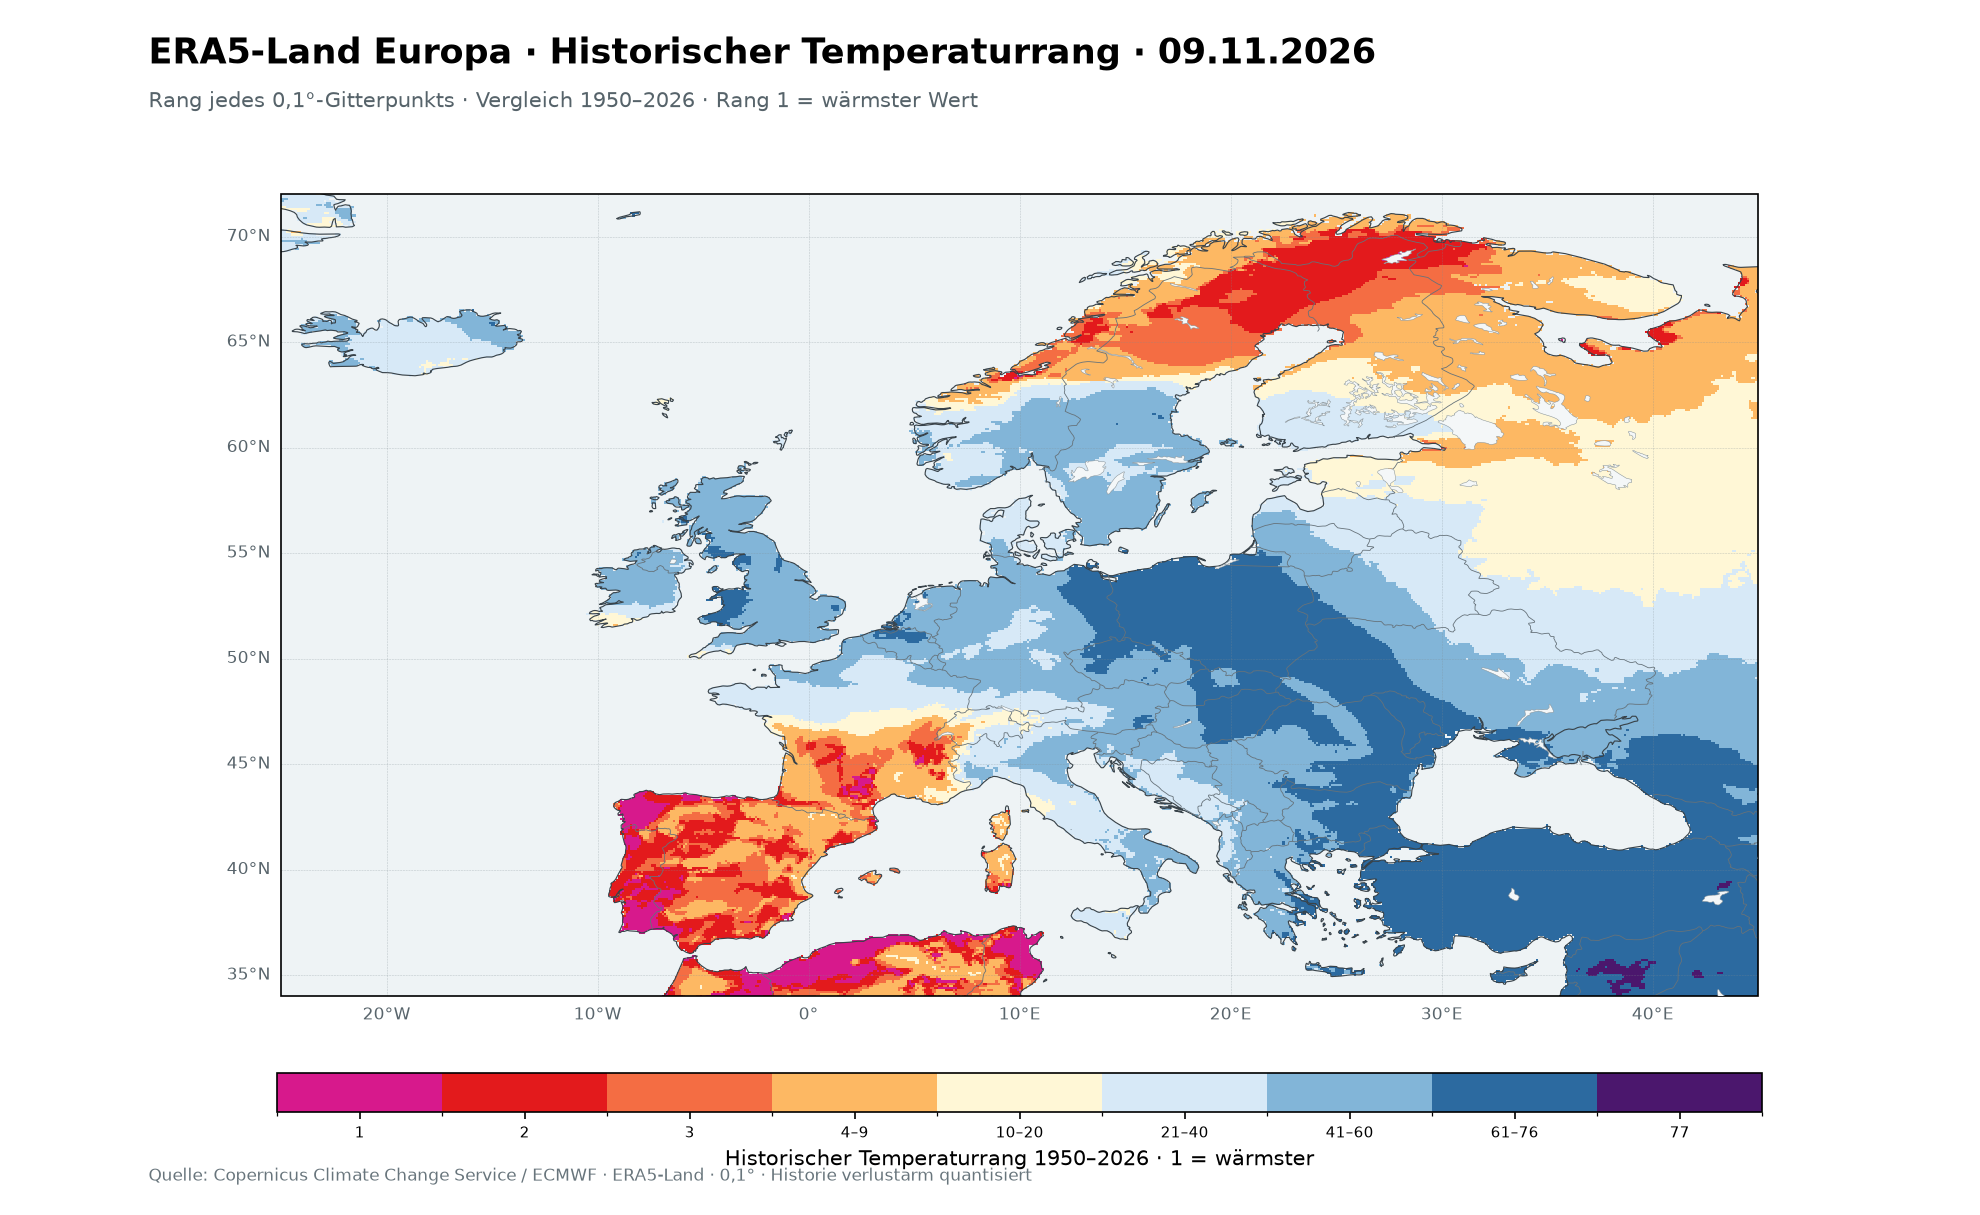 ERA5-Land Europa · Historischer Temperaturrang · 09.11.2026
Rang jedes 0,1°-Gitterpunkts · Vergleich 1950–2026 · Rang 1 = wärmster Wert
70°N
65°N
60°N
55°N
50°N
45°N
40°N
35°N
20°W 10°W 0° 10°E 20°E 30°E 40°E
1 2 3 4–9 10–20 21–40 41–60 61–76 77
Historischer Temperaturrang 1950–2026 · 1 = wärmster
Quelle: Copernicus Climate Change Service / ECMWF · ERA5-Land · 0,1° · Historie verlustarm quantisiert